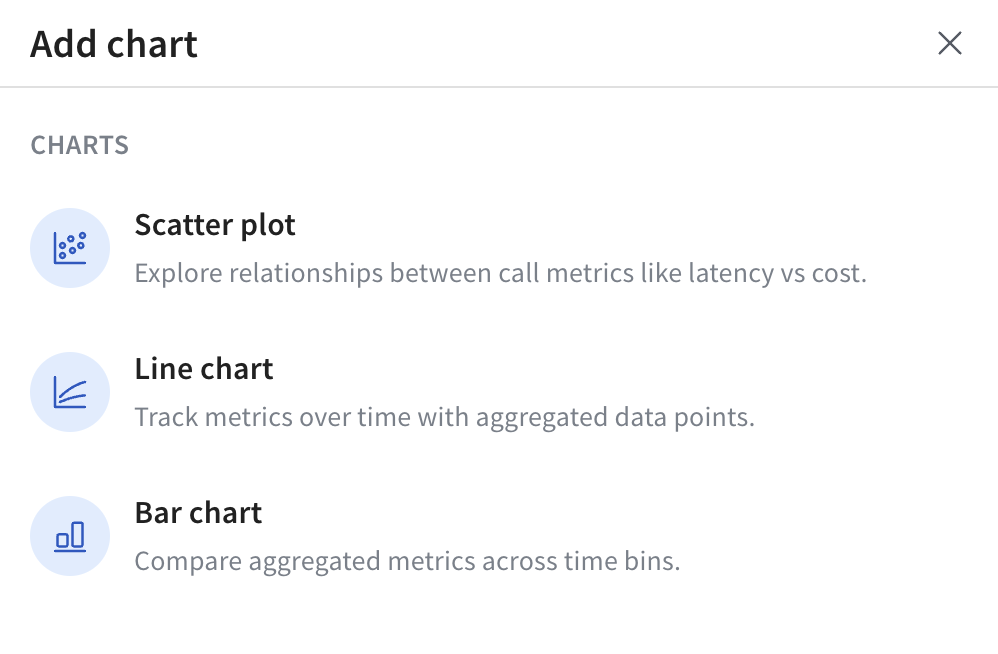 Add chart
CHARTS
Scatter plot
Explore relationships between call metrics like latency vs cost.
Line chart
Track metrics over time with aggregated data points.
Bar chart
Compare aggregated metrics across time bins.